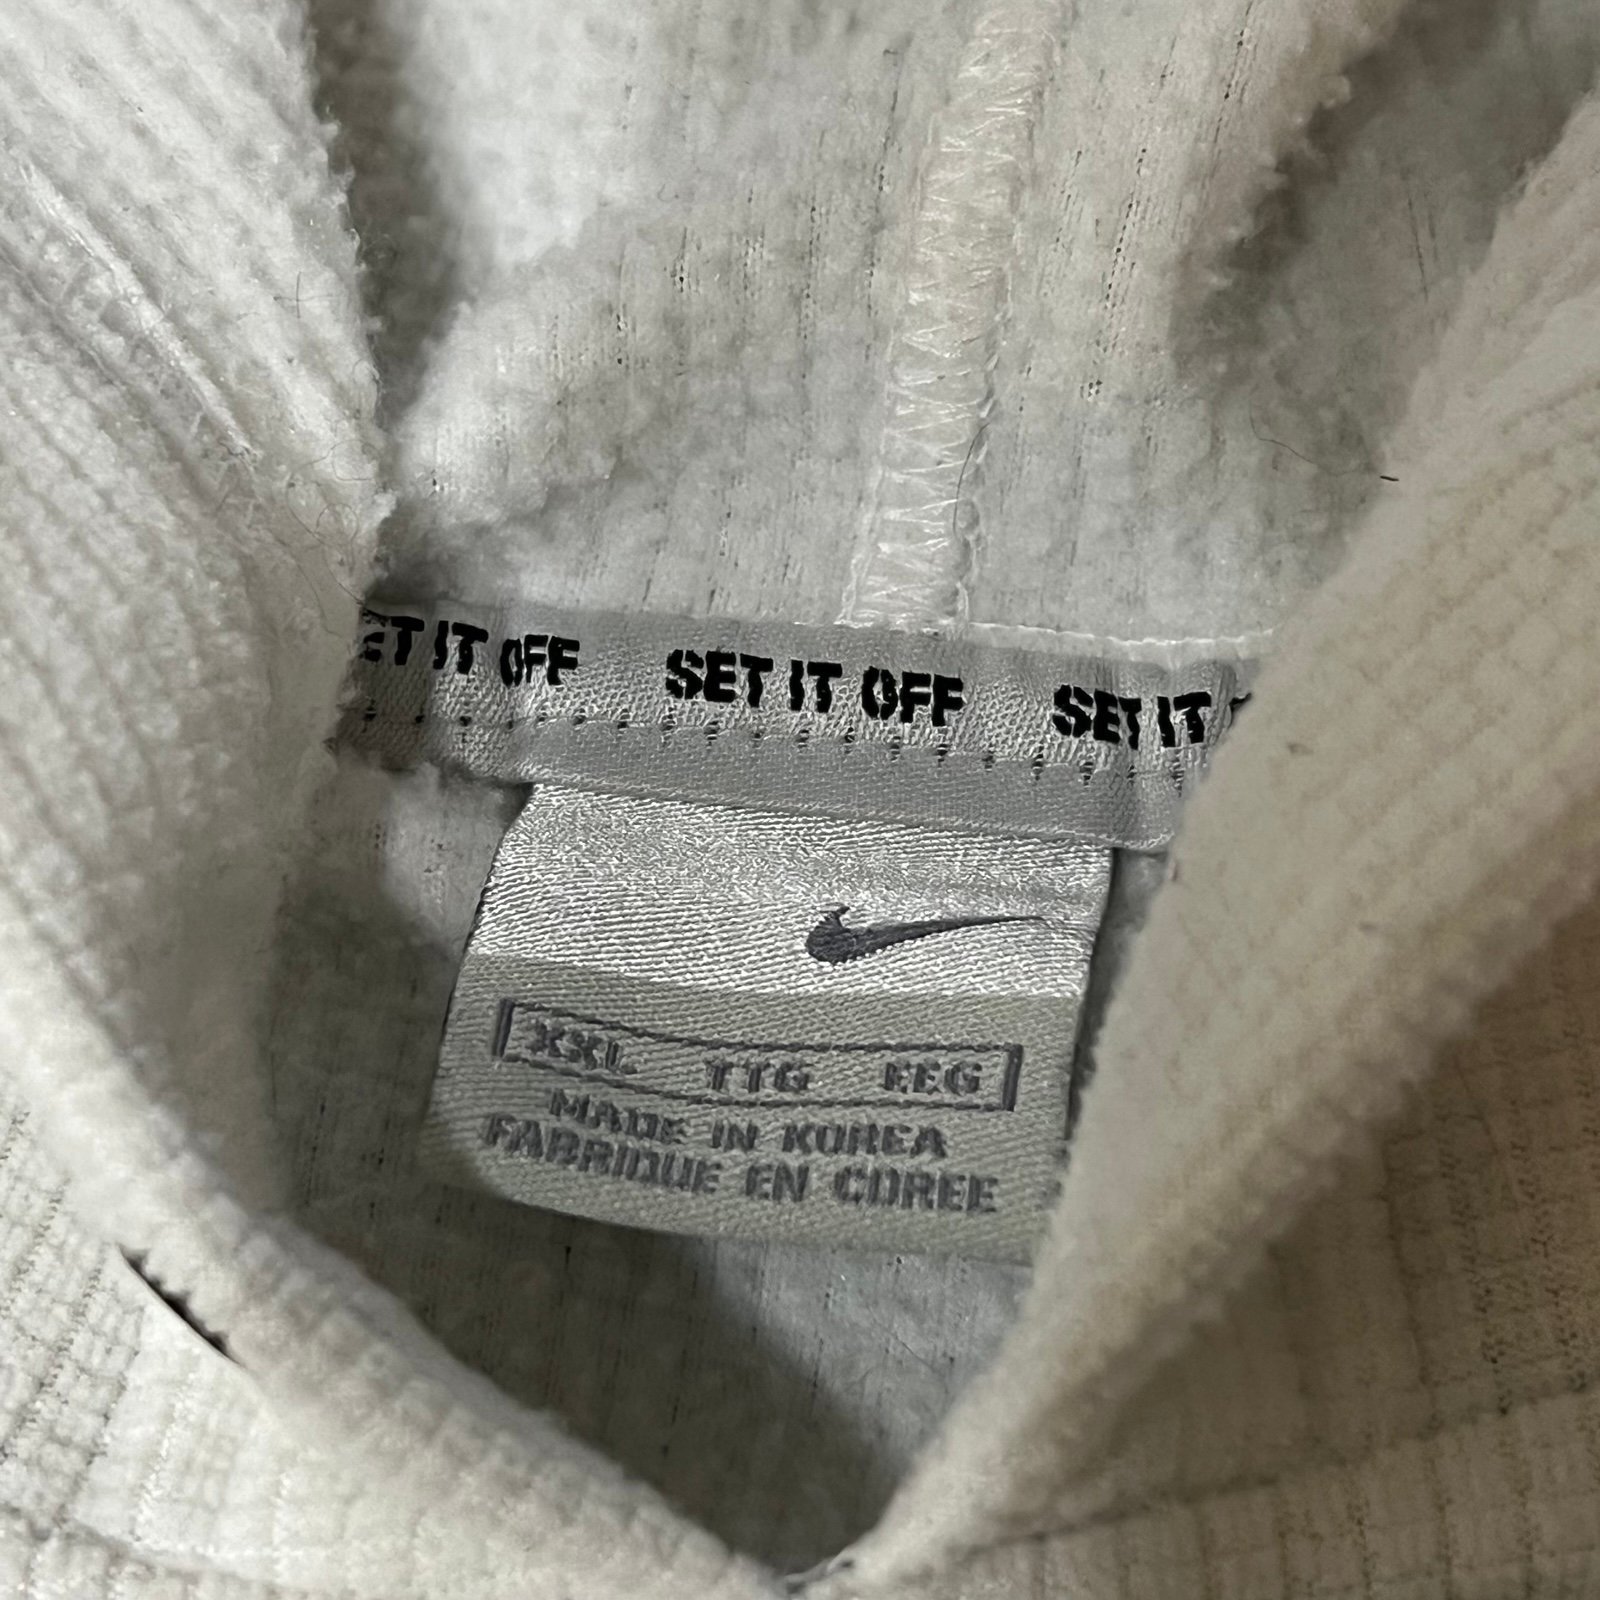 ET IT OFF SET IT OFF SET IT
XXL TTG EEG
MADE IN KOREA
FABRIQUE EN COREE